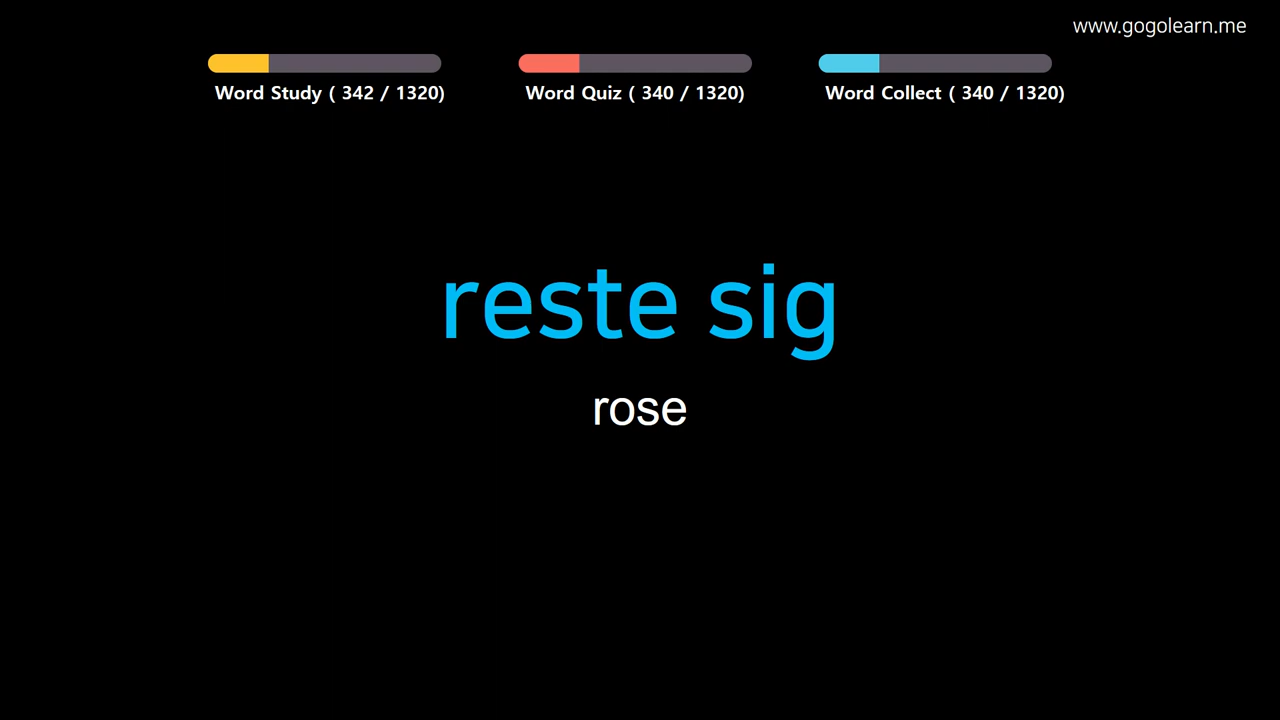 www.gogolearn.me
Word Study ( 342 / 1320)
Word Quiz ( 340 / 1320)
Word Collect ( 340 / 1320)
reste sig
rose